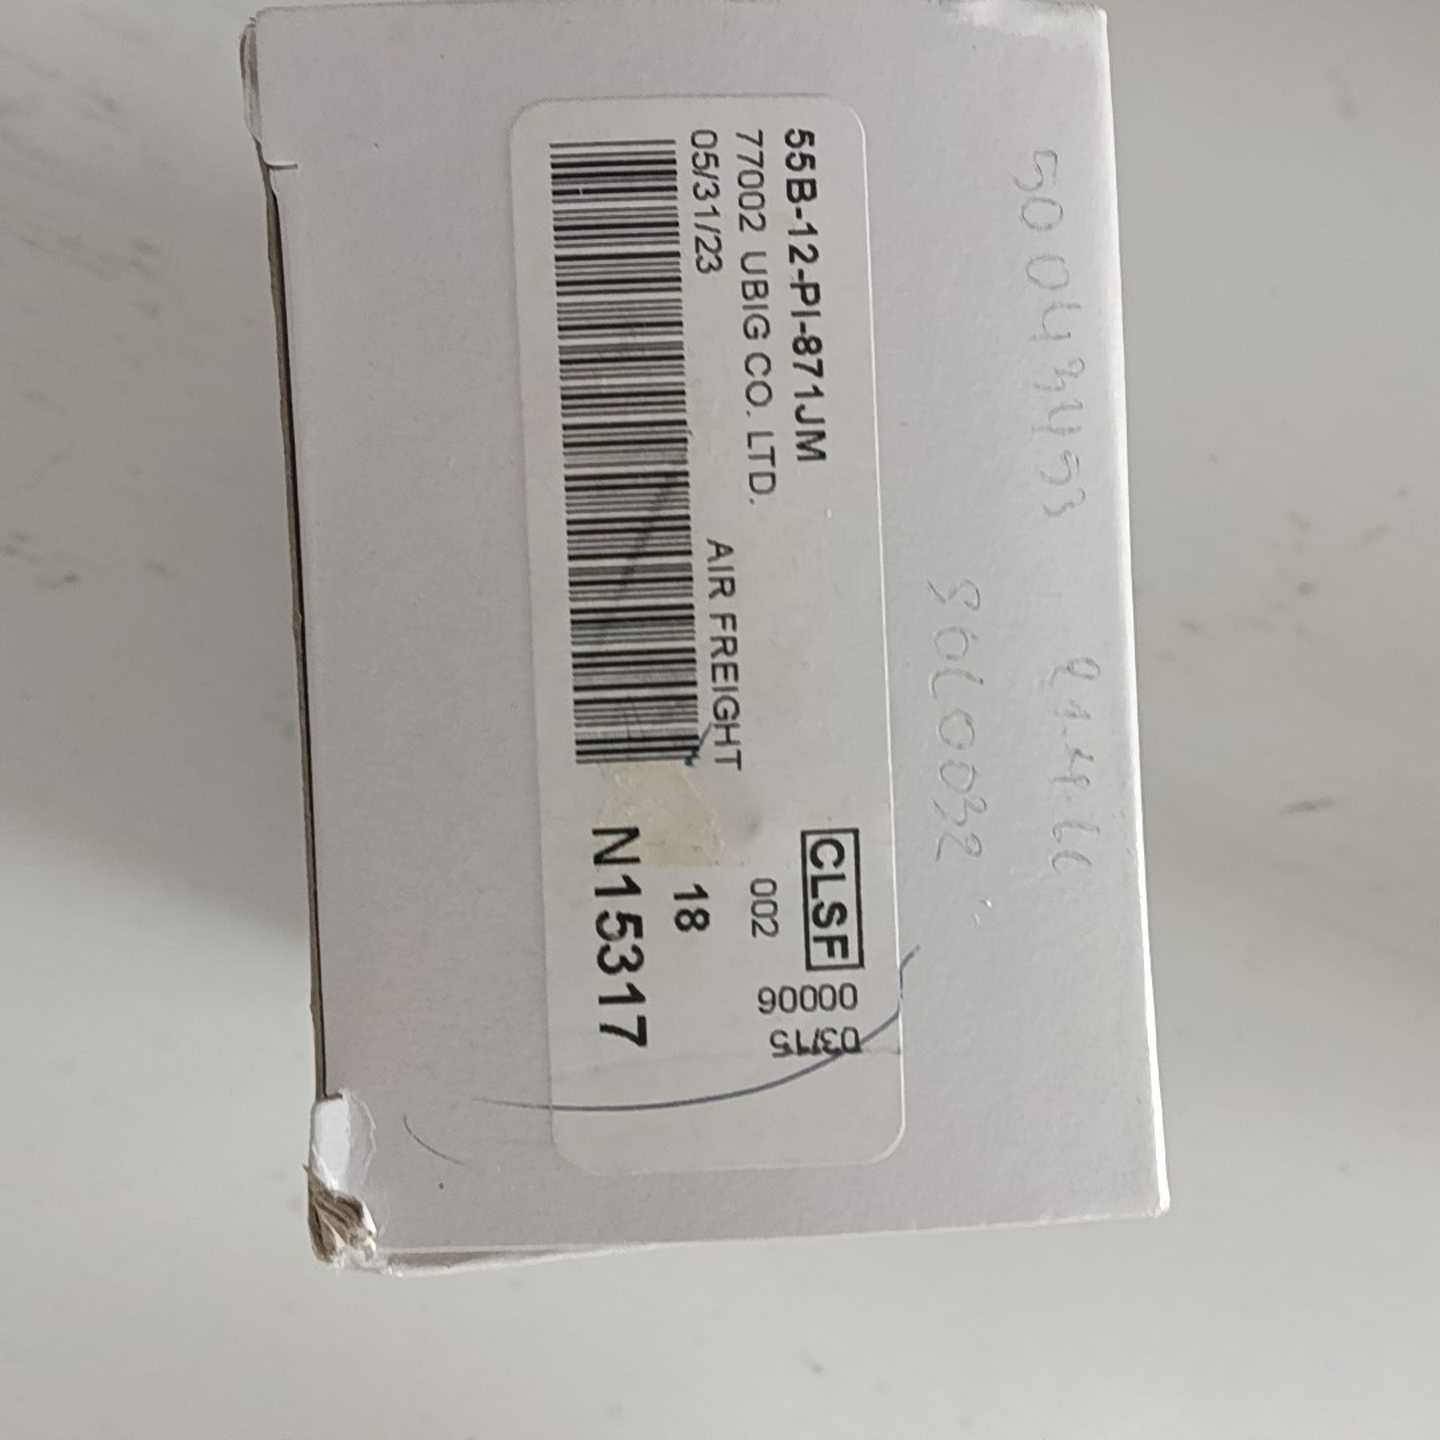 55B-12-PI-871JM
77002 UBIG CO. LTD.
05/31/23
AIR FREIGHT
CLSF
002
18
N15317
00006
03/15